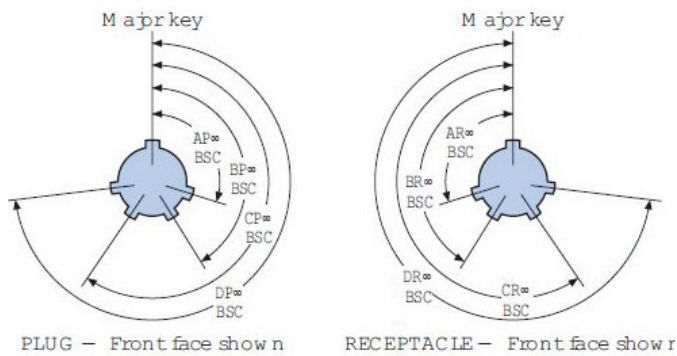 Major key
Major key
AP∞
BSC
BP∞
BSC
CP∞
BSC
DP∞
BSC
AR∞
BSC
BR∞
BSC
DR∞
BSC
CR∞
BSC
PLUG – Front face shown
RECEPTACLE – Front face shown